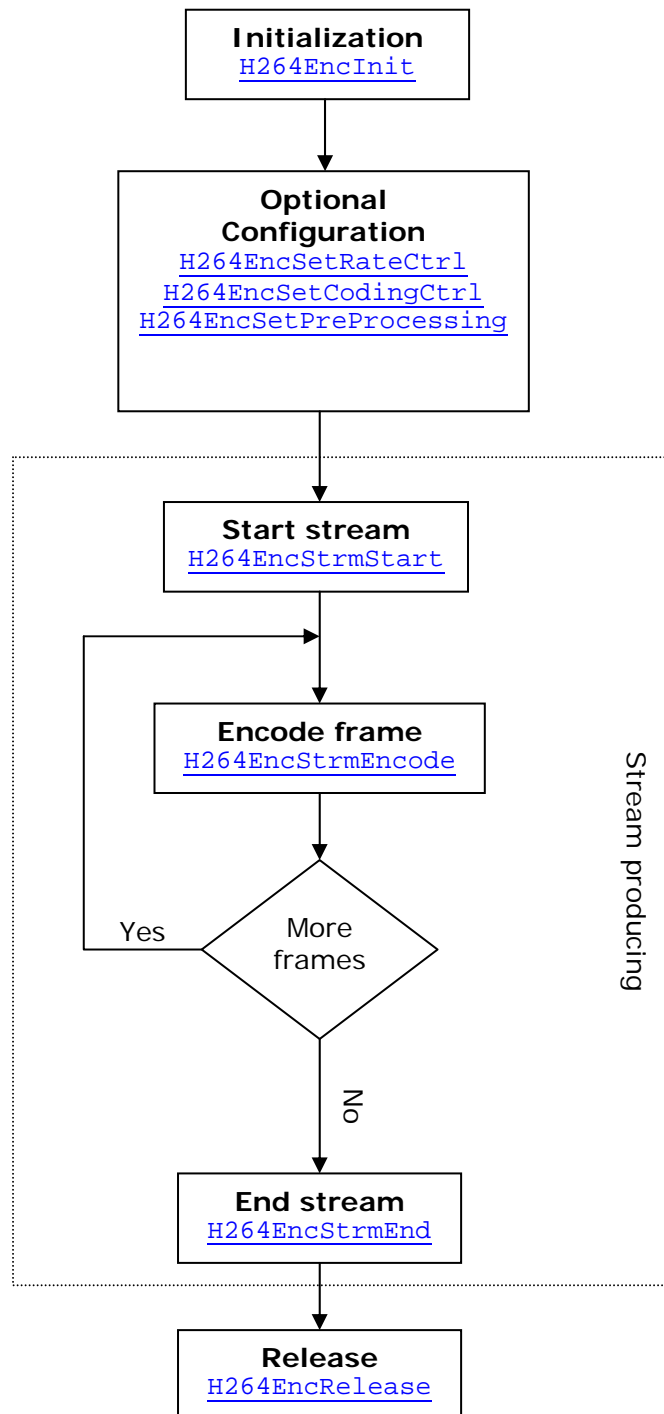 Initialization
H264EncInit
Optional
Configuration
H264EncSetRateCtrl
H264EncSetCodingCtrl
H264EncSetPreProcessing
Start stream
H264EncStrmStart
Encode frame
H264EncStrmEncode
Stream producing
More
frames
Yes
No
End stream
H264EncStrmEnd
Release
H264EncRelease